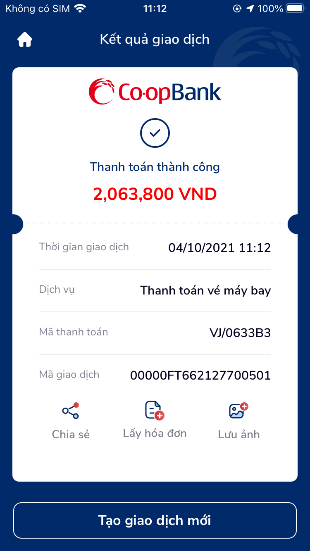 Không có SIM 11:12 100%
Kết quả giao dịch
Co-opBank
Thanh toán thành công
2,063,800 VND
Thời gian giao dịch 04/10/2021 11:12
Dịch vụ Thanh toán vé máy bay
Mã thanh toán VJ/0633B3
Mã giao dịch 00000FT662127700501
Chia sẻ Lấy hóa đơn Lưu ảnh
Tạo giao dịch mới